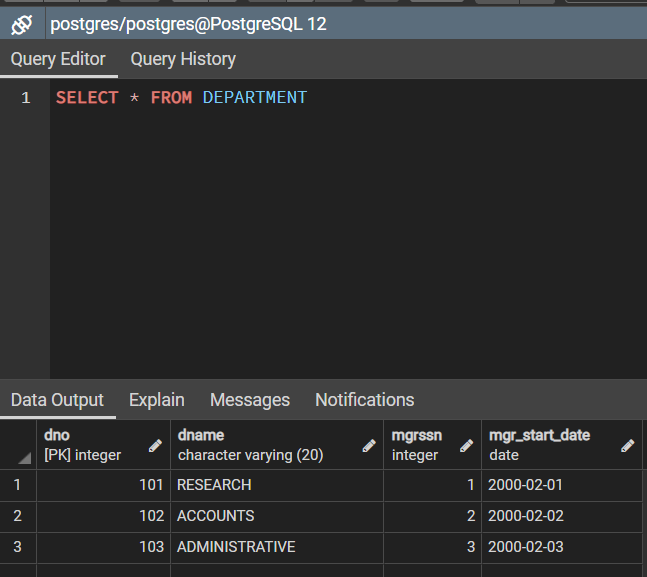 postgres/postgres@PostgreSQL 12
Query Editor Query History
1 SELECT * FROM DEPARTMENT
Data Output Explain Messages Notifications
dno dname mgrssn mgr_start_date
[PK] integer character varying (20) integer date
1 101 RESEARCH 1 2000-02-01
2 102 ACCOUNTS 2 2000-02-02
3 103 ADMINISTRATIVE 3 2000-02-03